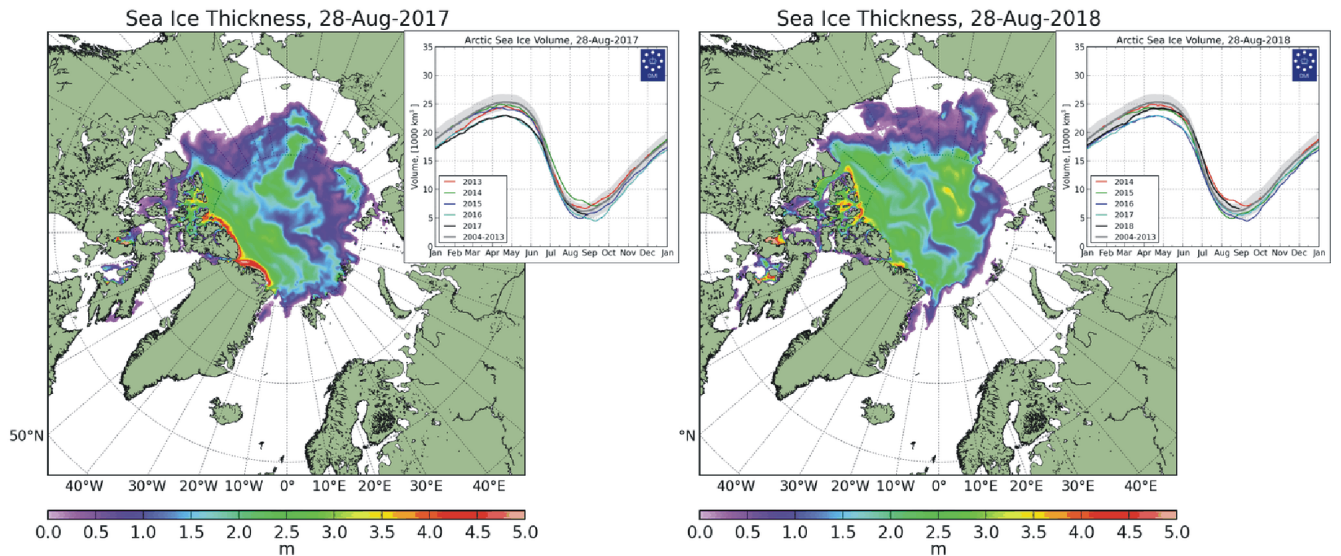 Sea Ice Thickness, 28-Aug-2017
Arctic Sea Ice Volume, 28-Aug-2017
Volume, [1000 km³]
35
30
25
20
15
10
5
0
2013
2014
2015
2016
2017
2004-2013
Jan Feb Mar Apr May Jun Jul Aug Sep Oct Nov Dec Jan
DMI
50°N
40°W 30°W 20°W 10°W 0° 10°E 20°E 30°E 40°E
0.0 0.5 1.0 1.5 2.0 2.5 3.0 3.5 4.0 4.5 5.0
m
Sea Ice Thickness, 28-Aug-2018
Arctic Sea Ice Volume, 28-Aug-2018
Volume, [1000 km³]
35
30
25
20
15
10
5
0
2014
2015
2016
2017
2018
2004-2013
Jan Feb Mar Apr May Jun Jul Aug Sep Oct Nov Dec Jan
DMI
°N
40°W 30°W 20°W 10°W 0° 10°E 20°E 30°E 40°E
0.0 0.5 1.0 1.5 2.0 2.5 3.0 3.5 4.0 4.5 5.0
m